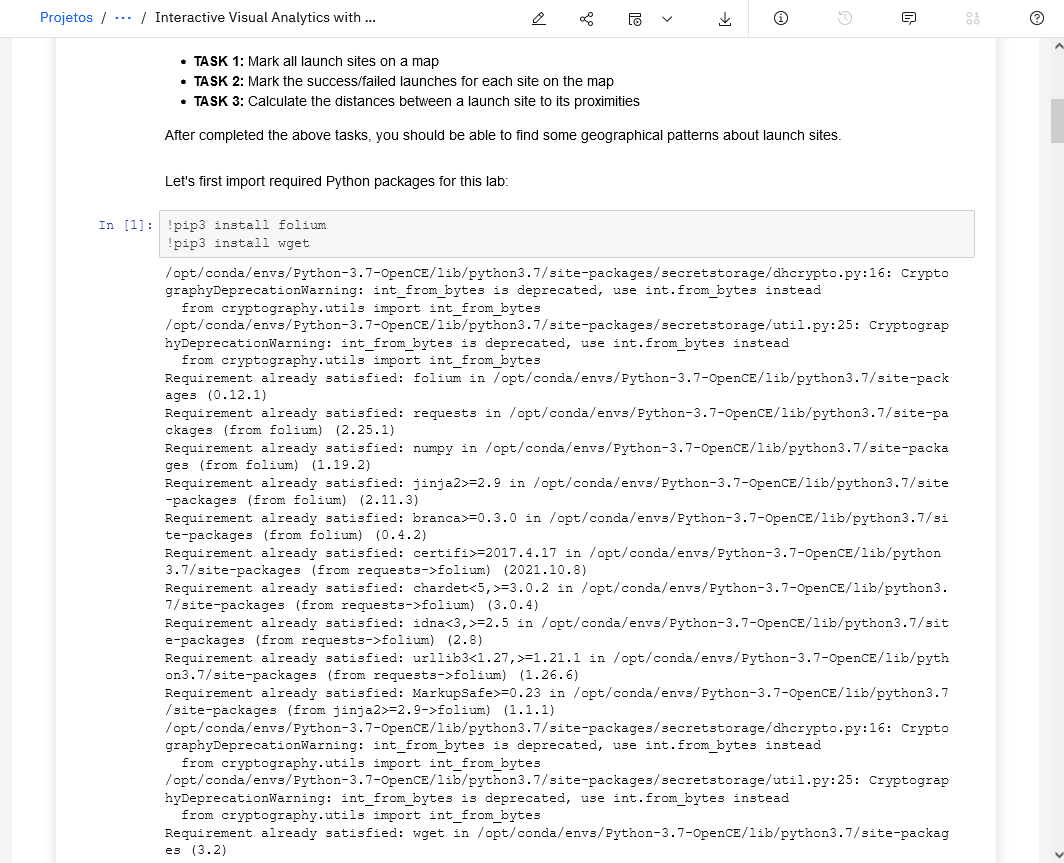 Projetos / ... / Interactive Visual Analytics with ...
TASK 1: Mark all launch sites on a map
TASK 2: Mark the success/failed launches for each site on the map
TASK 3: Calculate the distances between a launch site to its proximities
After completed the above tasks, you should be able to find some geographical patterns about launch sites.
Let's first import required Python packages for this lab:
In [1]: !pip3 install folium
!pip3 install wget
/opt/conda/envs/Python-3.7-OpenCE/lib/python3.7/site-packages/secretstorage/dhcrypto.py:16: Crypto
graphyDeprecationWarning: int_from_bytes is deprecated, use int.from_bytes instead
from cryptography.utils import int_from_bytes
/opt/conda/envs/Python-3.7-OpenCE/lib/python3.7/site-packages/secretstorage/util.py:25: Cryptograp
hyDeprecationWarning: int_from_bytes is deprecated, use int.from_bytes instead
from cryptography.utils import int_from_bytes
Requirement already satisfied: folium in /opt/conda/envs/Python-3.7-OpenCE/lib/python3.7/site-pack
ages (0.12.1)
Requirement already satisfied: requests in /opt/conda/envs/Python-3.7-OpenCE/lib/python3.7/site-pa
ckages (from folium) (2.25.1)
Requirement already satisfied: numpy in /opt/conda/envs/Python-3.7-OpenCE/lib/python3.7/site-packa
ges (from folium) (1.19.2)
Requirement already satisfied: jinja2>=2.9 in /opt/conda/envs/Python-3.7-OpenCE/lib/python3.7/site
-packages (from folium) (2.11.3)
Requirement already satisfied: branca>=0.3.0 in /opt/conda/envs/Python-3.7-OpenCE/lib/python3.7/si
te-packages (from folium) (0.4.2)
Requirement already satisfied: certifi>=2017.4.17 in /opt/conda/envs/Python-3.7-OpenCE/lib/python
3.7/site-packages (from requests->folium) (2021.10.8)
Requirement already satisfied: chardet<5,>=3.0.2 in /opt/conda/envs/Python-3.7-OpenCE/lib/python3.
7/site-packages (from requests->folium) (3.0.4)
Requirement already satisfied: idna<3,>=2.5 in /opt/conda/envs/Python-3.7-OpenCE/lib/python3.7/sit
e-packages (from requests->folium) (2.8)
Requirement already satisfied: urllib3<1.27,>=1.21.1 in /opt/conda/envs/Python-3.7-OpenCE/lib/pyth
on3.7/site-packages (from requests->folium) (1.26.6)
Requirement already satisfied: MarkupSafe>=0.23 in /opt/conda/envs/Python-3.7-OpenCE/lib/python3.7
/site-packages (from jinja2>=2.9->folium) (1.1.1)
/opt/conda/envs/Python-3.7-OpenCE/lib/python3.7/site-packages/secretstorage/dhcrypto.py:16: Crypto
graphyDeprecationWarning: int_from_bytes is deprecated, use int.from_bytes instead
from cryptography.utils import int_from_bytes
/opt/conda/envs/Python-3.7-OpenCE/lib/python3.7/site-packages/secretstorage/util.py:25: Cryptograp
hyDeprecationWarning: int_from_bytes is deprecated, use int.from_bytes instead
from cryptography.utils import int_from_bytes
Requirement already satisfied: wget in /opt/conda/envs/Python-3.7-OpenCE/lib/python3.7/site-packag
es (3.2)